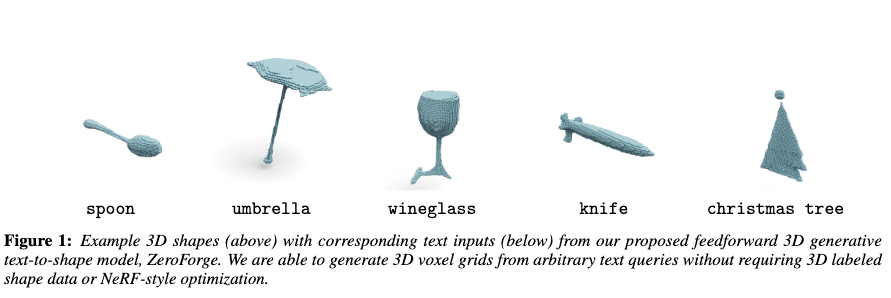 spoon umbrella wineglass knife christmas tree
Figure 1: Example 3D shapes (above) with corresponding text inputs (below) from our proposed feedforward 3D generative
text-to-shape model, ZeroForge. We are able to generate 3D voxel grids from arbitrary text queries without requiring 3D labeled
shape data or NeRF-style optimization.